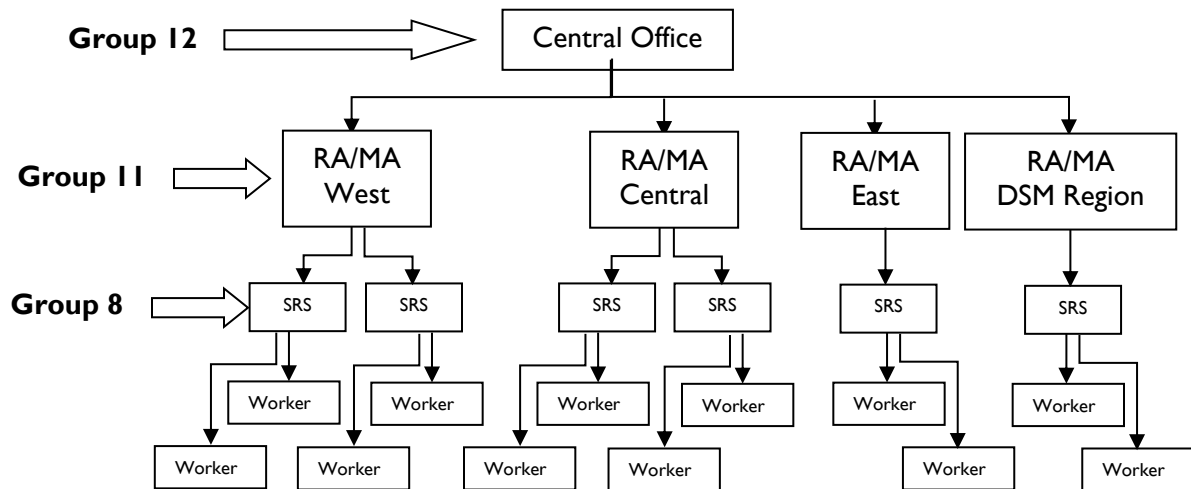 Group 12
Central Office
Group 11
RA/MA
West
RA/MA
Central
RA/MA
East
RA/MA
DSM Region
Group 8
SRS
SRS
SRS
SRS
SRS
SRS
Worker
Worker
Worker
Worker
Worker
Worker
Worker
Worker
Worker
Worker
Worker
Worker